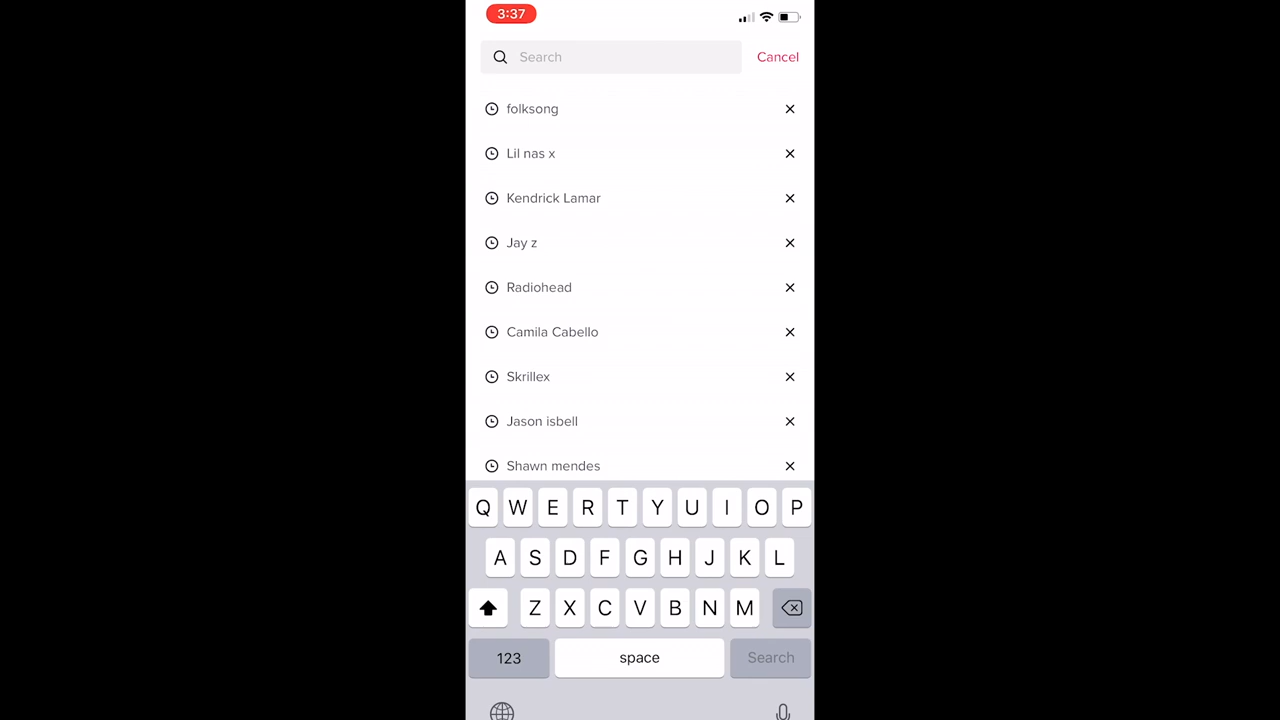 3:37
Search Cancel
folksong
Lil nas x
Kendrick Lamar
Jay z
Radiohead
Camila Cabello
Skrillex
Jason isbell
Shawn mendes
Q W E R T Y U I O P
A S D F G H J K L
Z X C V B N M
123 space Search